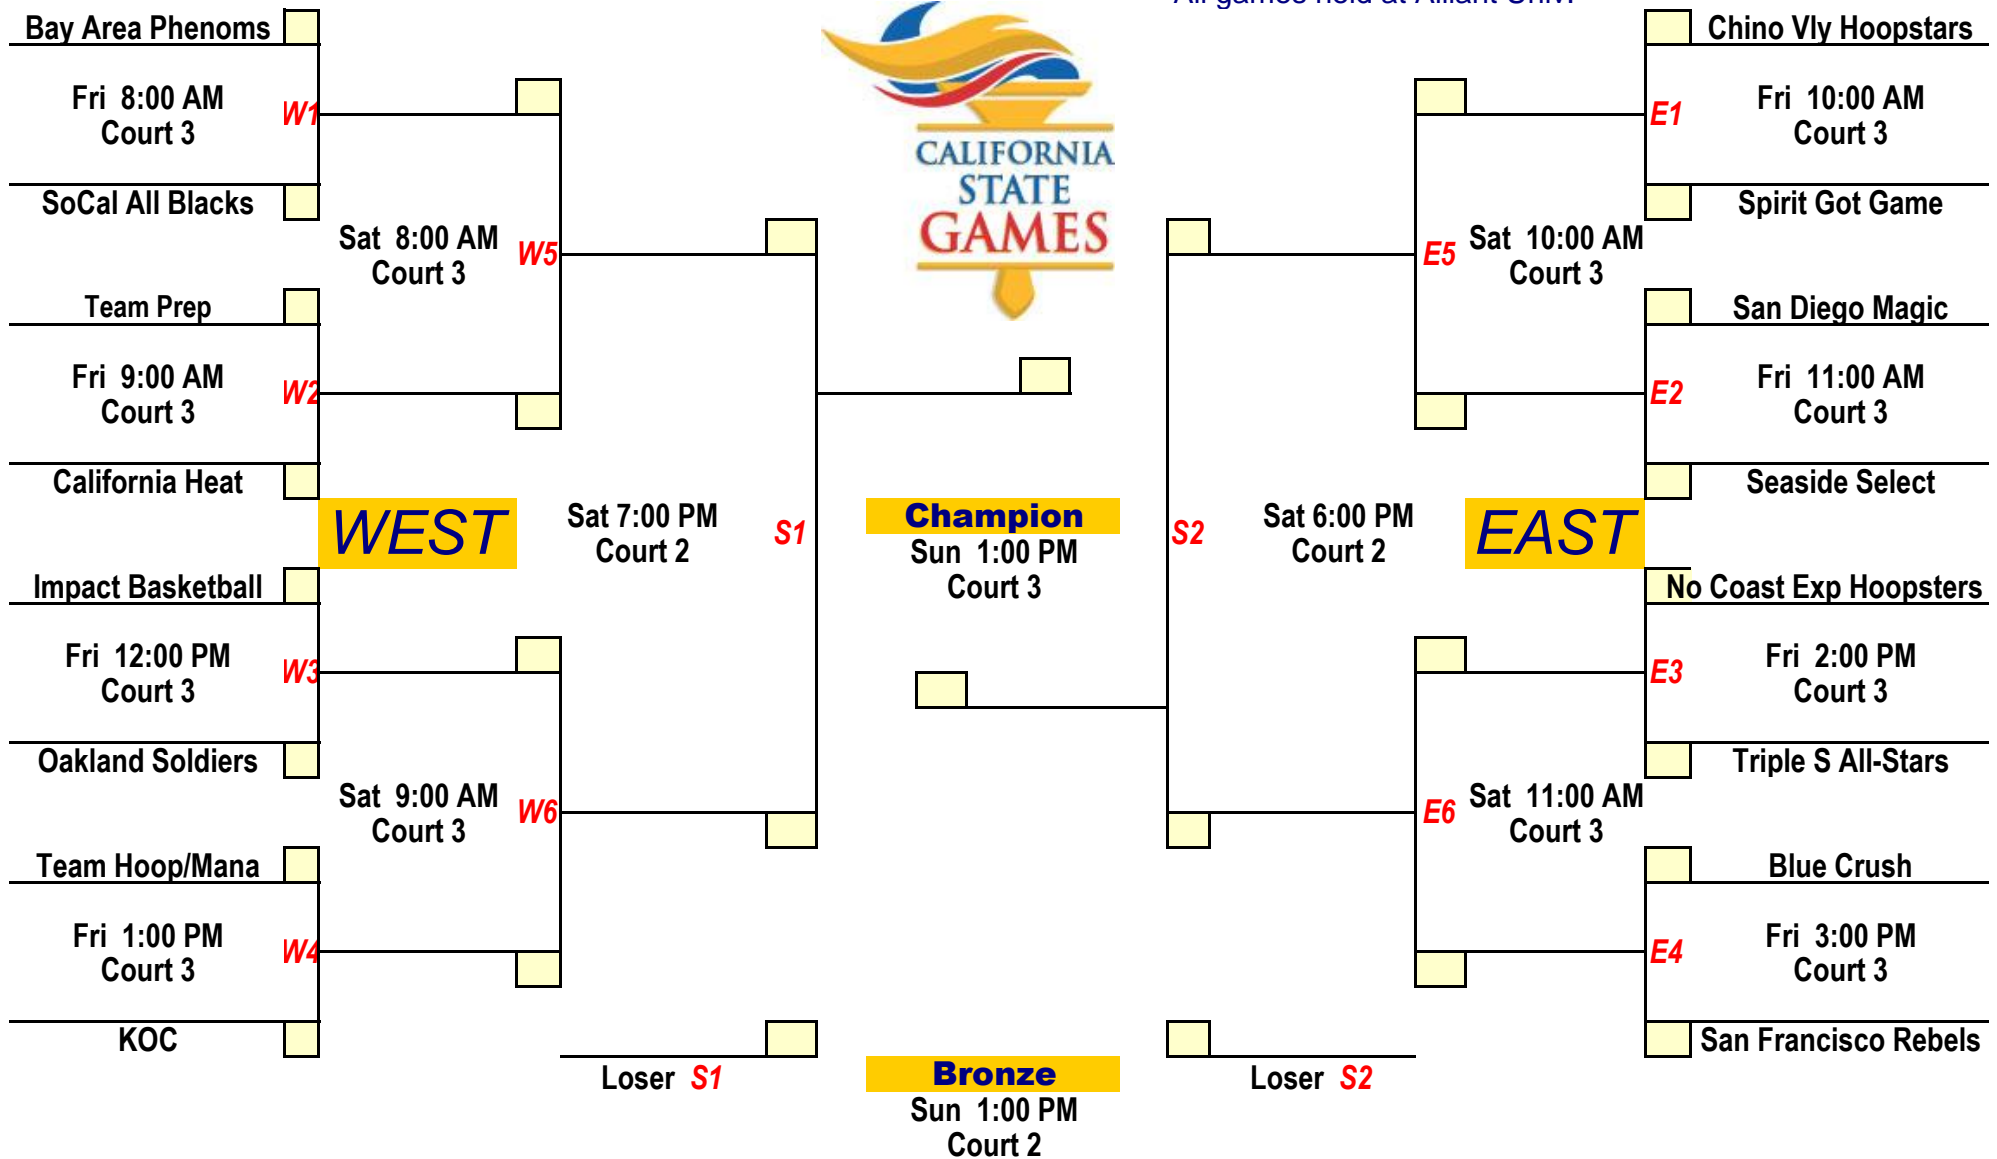 All games held at Alliant Univ.
Bay Area Phenoms
Fri 8:00 AM
Court 3
W1
SoCal All Blacks
Sat 8:00 AM
Court 3
W5
Team Prep
Fri 9:00 AM
Court 3
W2
California Heat
WEST
Sat 7:00 PM
Court 2
S1
Impact Basketball
Fri 12:00 PM
Court 3
W3
Oakland Soldiers
Sat 9:00 AM
Court 3
W6
Team Hoop/Mana
Fri 1:00 PM
Court 3
W4
KOC
Loser S1
CALIFORNIA
STATE
GAMES
Champion
Sun 1:00 PM
Court 3
Bronze
Sun 1:00 PM
Court 2
Chino Vly Hoopstars
Fri 10:00 AM
Court 3
E1
Spirit Got Game
E5
Sat 10:00 AM
Court 3
San Diego Magic
Fri 11:00 AM
Court 3
E2
Seaside Select
S2
Sat 6:00 PM
Court 2
EAST
No Coast Exp Hoopsters
Fri 2:00 PM
Court 3
E3
Triple S All-Stars
E6
Sat 11:00 AM
Court 3
Blue Crush
Fri 3:00 PM
Court 3
E4
San Francisco Rebels
Loser S2